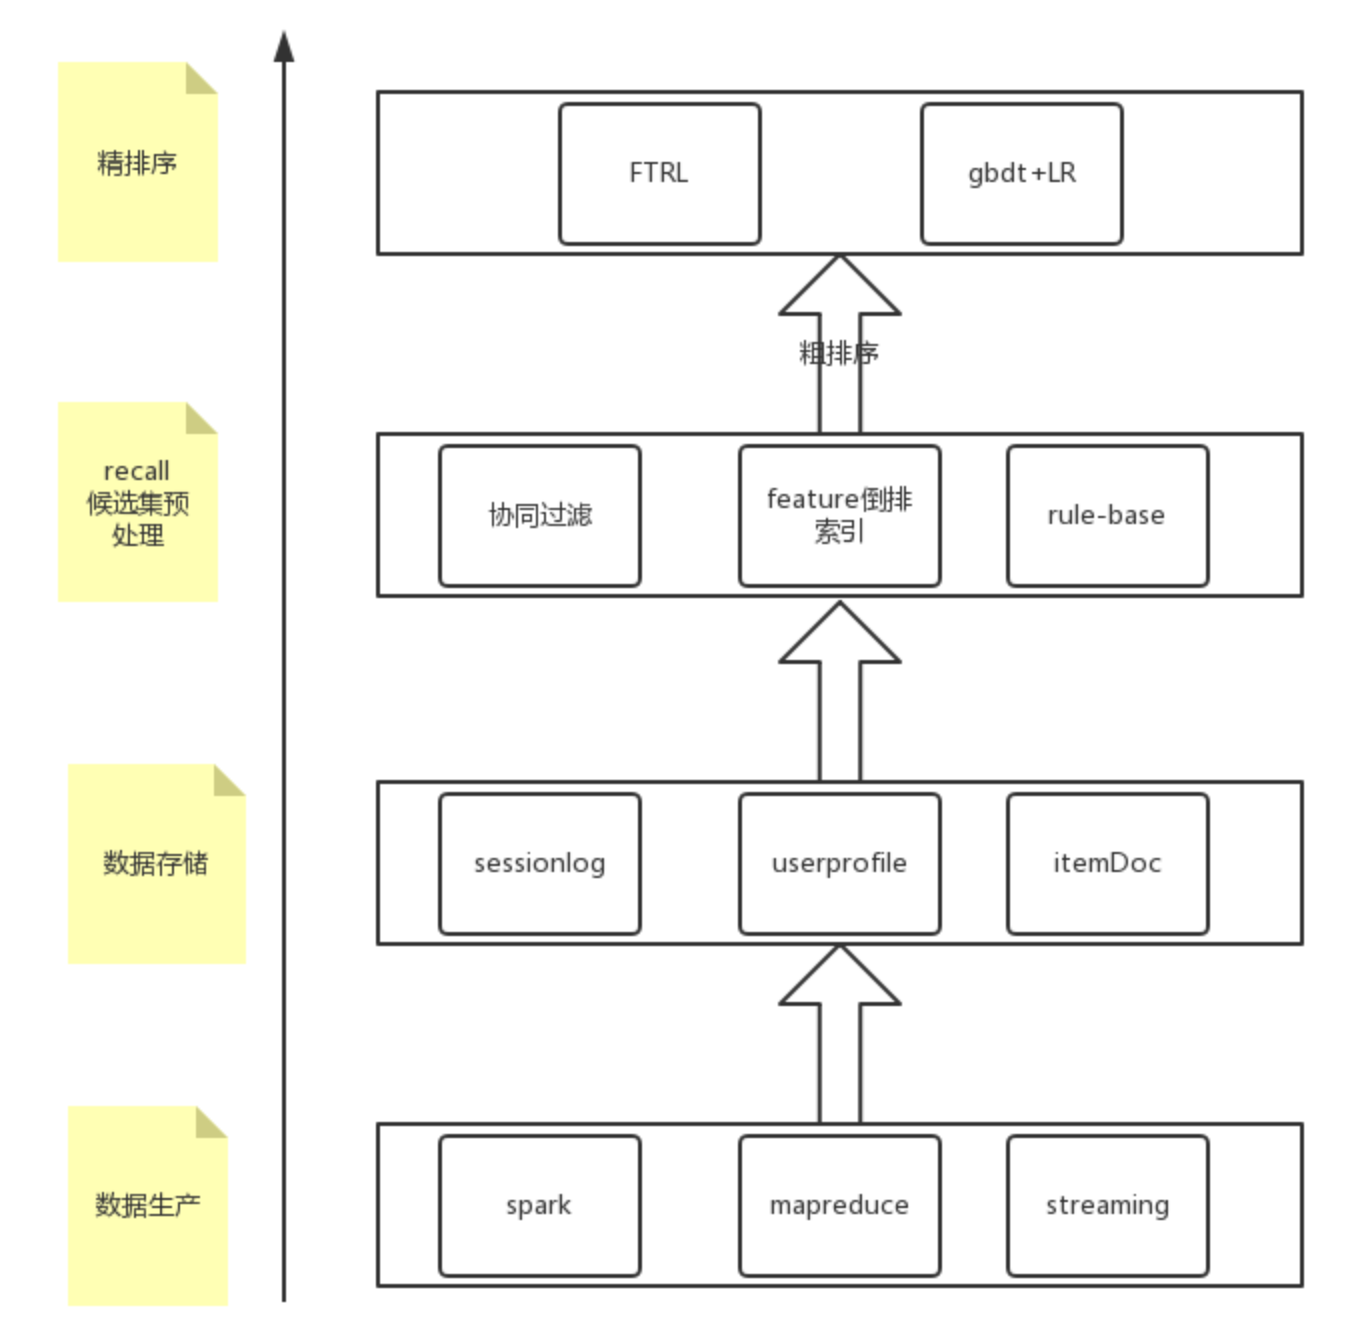 精排序
FTRL
gbdt+LR
粗排序
recall
候选集预
处理
协同过滤
feature倒排
索引
rule-base
数据存储
sessionlog
userprofile
itemDoc
数据生产
spark
mapreduce
streaming